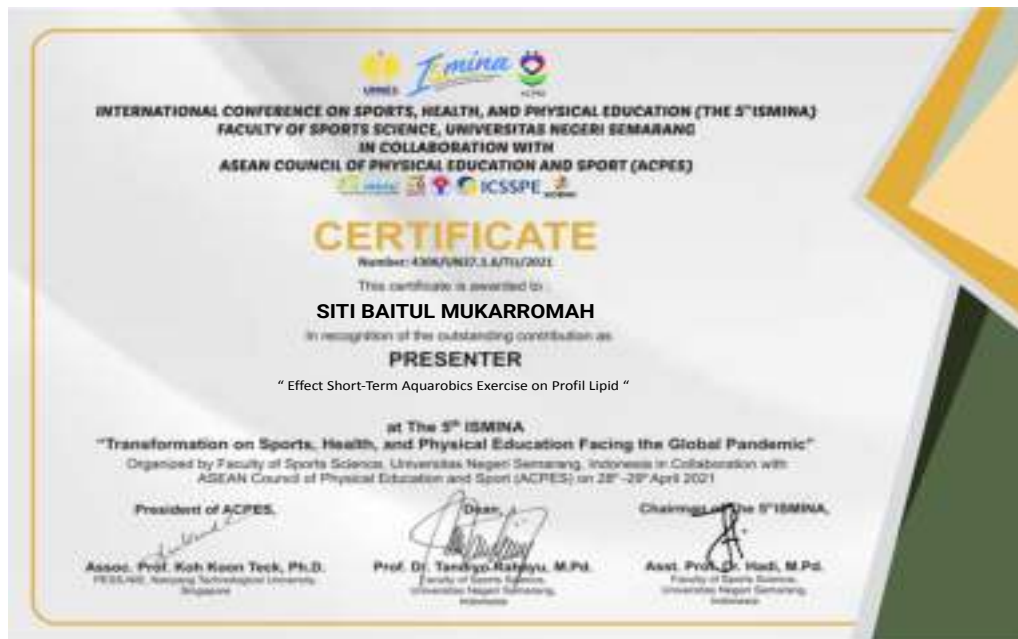 UNNES Ismina ACPES
INTERNATIONAL CONFERENCE ON SPORTS, HEALTH, AND PHYSICAL EDUCATION (THE 5th ISMINA)
FACULTY OF SPORTS SCIENCE, UNIVERSITAS NEGERI SEMARANG
IN COLLABORATION WITH
ASEAN COUNCIL OF PHYSICAL EDUCATION AND SPORT (ACPES)
ICSSPE
CERTIFICATE
Number:
This certificate is awarded to :
SITI BAITUL MUKARROMAH
In recognition of the outstanding contribution as
PRESENTER
“ Effect Short-Term Aquarobics Exercise on Profil Lipid “
at The 5th ISMINA
"Transformation on Sports, Health, and Physical Education Facing the Global Pandemic"
Organized by Faculty of Sports Science, Universitas Negeri Semarang, Indonesia in Collaboration with
ASEAN Council of Physical Education and Sport (ACPES) on 28th -29th April 2021
President of ACPES, Dean, Chairman of The 5th ISMINA,
Assoc. Prof. Koh Koon Teck, Ph.D. Prof. Dr. Tandiyo Rahayu, M.Pd. Asst. Prof. Dr. Hadi, M.Pd.
Nanyang Technological University, Faculty of Sports Science, Faculty of Sports Science,
Singapore Universitas Negeri Semarang, Universitas Negeri Semarang,
Indonesia Indonesia